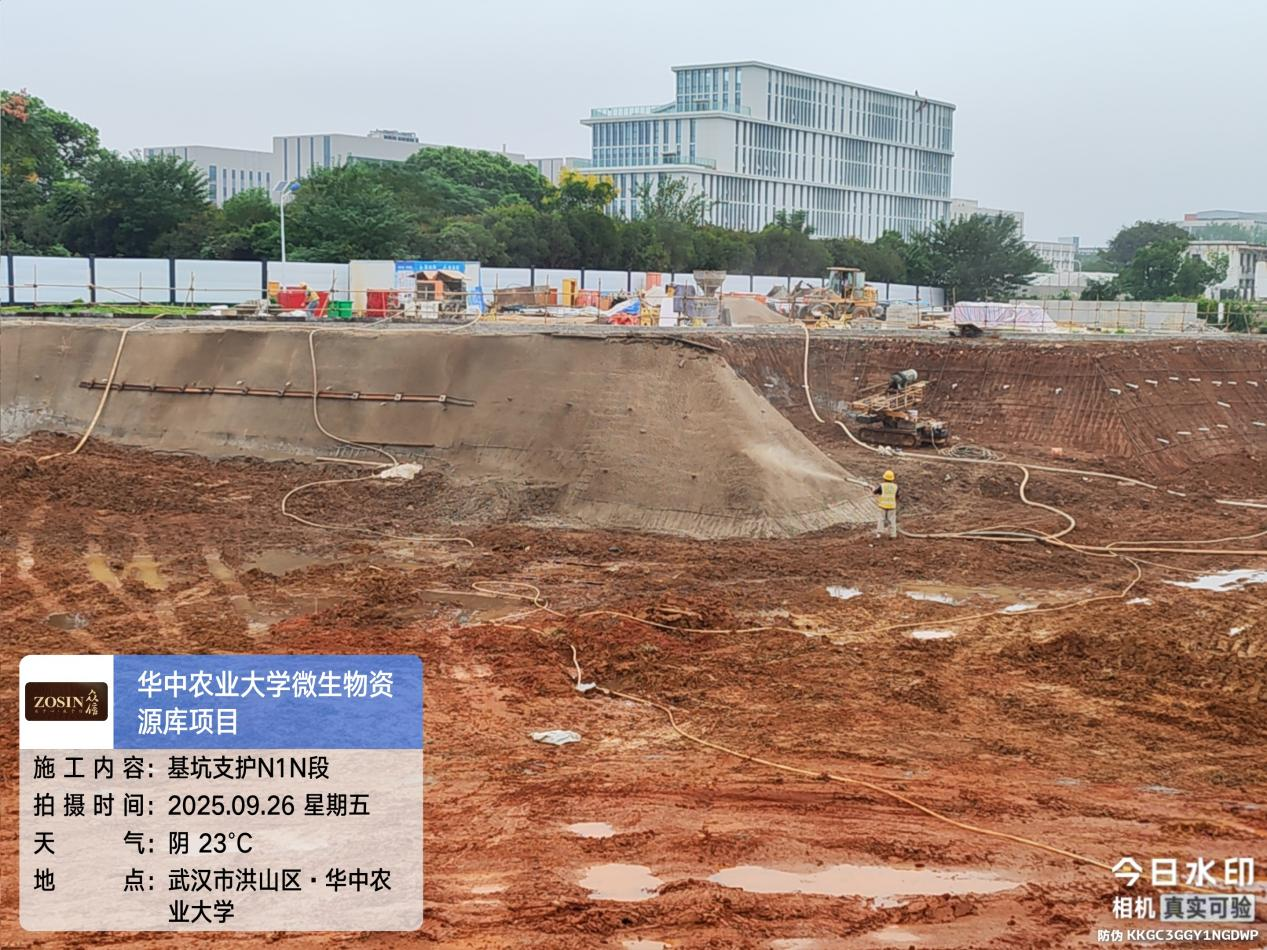 ZOSIN 众信
华中农业大学微生物资
源库项目
施工内容：基坑支护N1N段
拍摄时间：2025.09.26 星期五
天气：阴 23°C
地点：武汉市洪山区·华中农
业大学
今日水印
相机 真实可验
防伪 KKGC3GGY1NGDWP